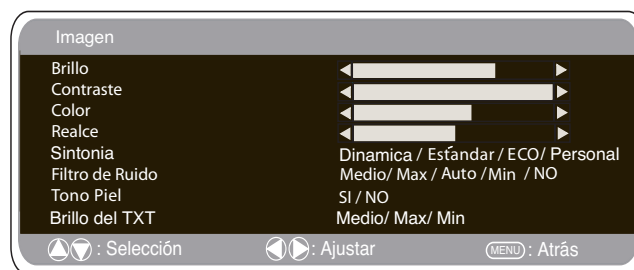 Imagen
Brillo
Contraste
Color
Realce
Sintonia Dinamica / Estándar / ECO/ Personal
Filtro de Ruido Medio/ Max / Auto /Min / NO
Tono Piel SI / NO
Brillo del TXT Medio/ Max/ Min
: Selección : Ajustar MENU : Atrás